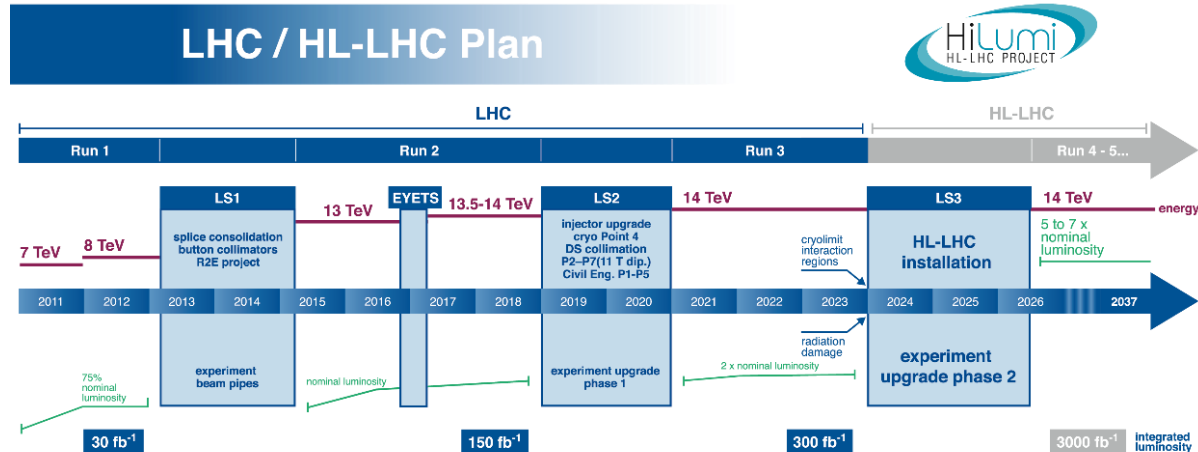 LHC / HL-LHC Plan
HiLumi
HL-LHC PROJECT
LHC
HL-LHC
Run 1
Run 2
Run 3
Run 4 - 5...
LS1
EYETS
LS2
LS3
7 TeV
8 TeV
13 TeV
13.5-14 TeV
14 TeV
14 TeV
energy
splice consolidation
button collimators
R2E project
injector upgrade
cryo Point 4
DS collimation
P2–P7(11 T dip.)
Civil Eng. P1-P5
cryolimit
interaction
regions
HL-LHC
installation
5 to 7 x
nominal
luminosity
2011
2012
2013
2014
2015
2016
2017
2018
2019
2020
2021
2022
2023
2024
2025
2026
2037
75%
nominal
luminosity
experiment
beam pipes
nominal luminosity
experiment upgrade
phase 1
2 x nominal luminosity
radiation
damage
experiment
upgrade phase 2
30 fb⁻¹
150 fb⁻¹
300 fb⁻¹
3000 fb⁻¹
integrated
luminosity